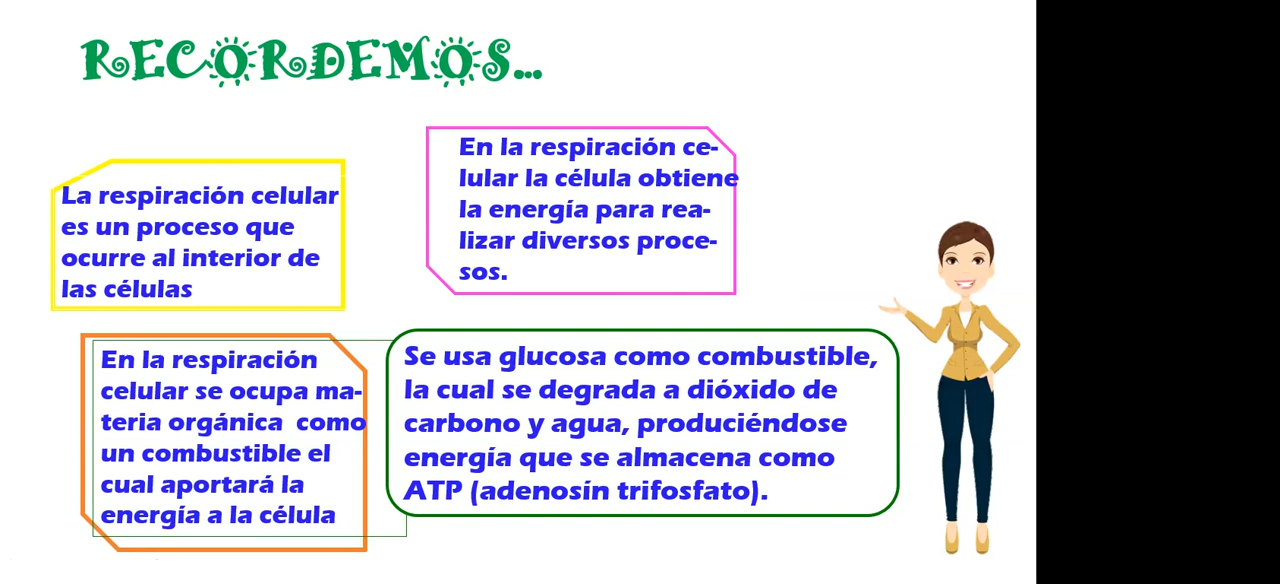 RECORDEMOS...
La respiración celular
es un proceso que
ocurre al interior de
las células
En la respiración ce-
lular la célula obtiene
la energía para rea-
lizar diversos proce-
sos.
En la respiración
celular se ocupa ma-
teria orgánica como
un combustible el
cual aportará la
energía a la célula
Se usa glucosa como combustible,
la cual se degrada a dióxido de
carbono y agua, produciéndose
energía que se almacena como
ATP (adenosín trifosfato).